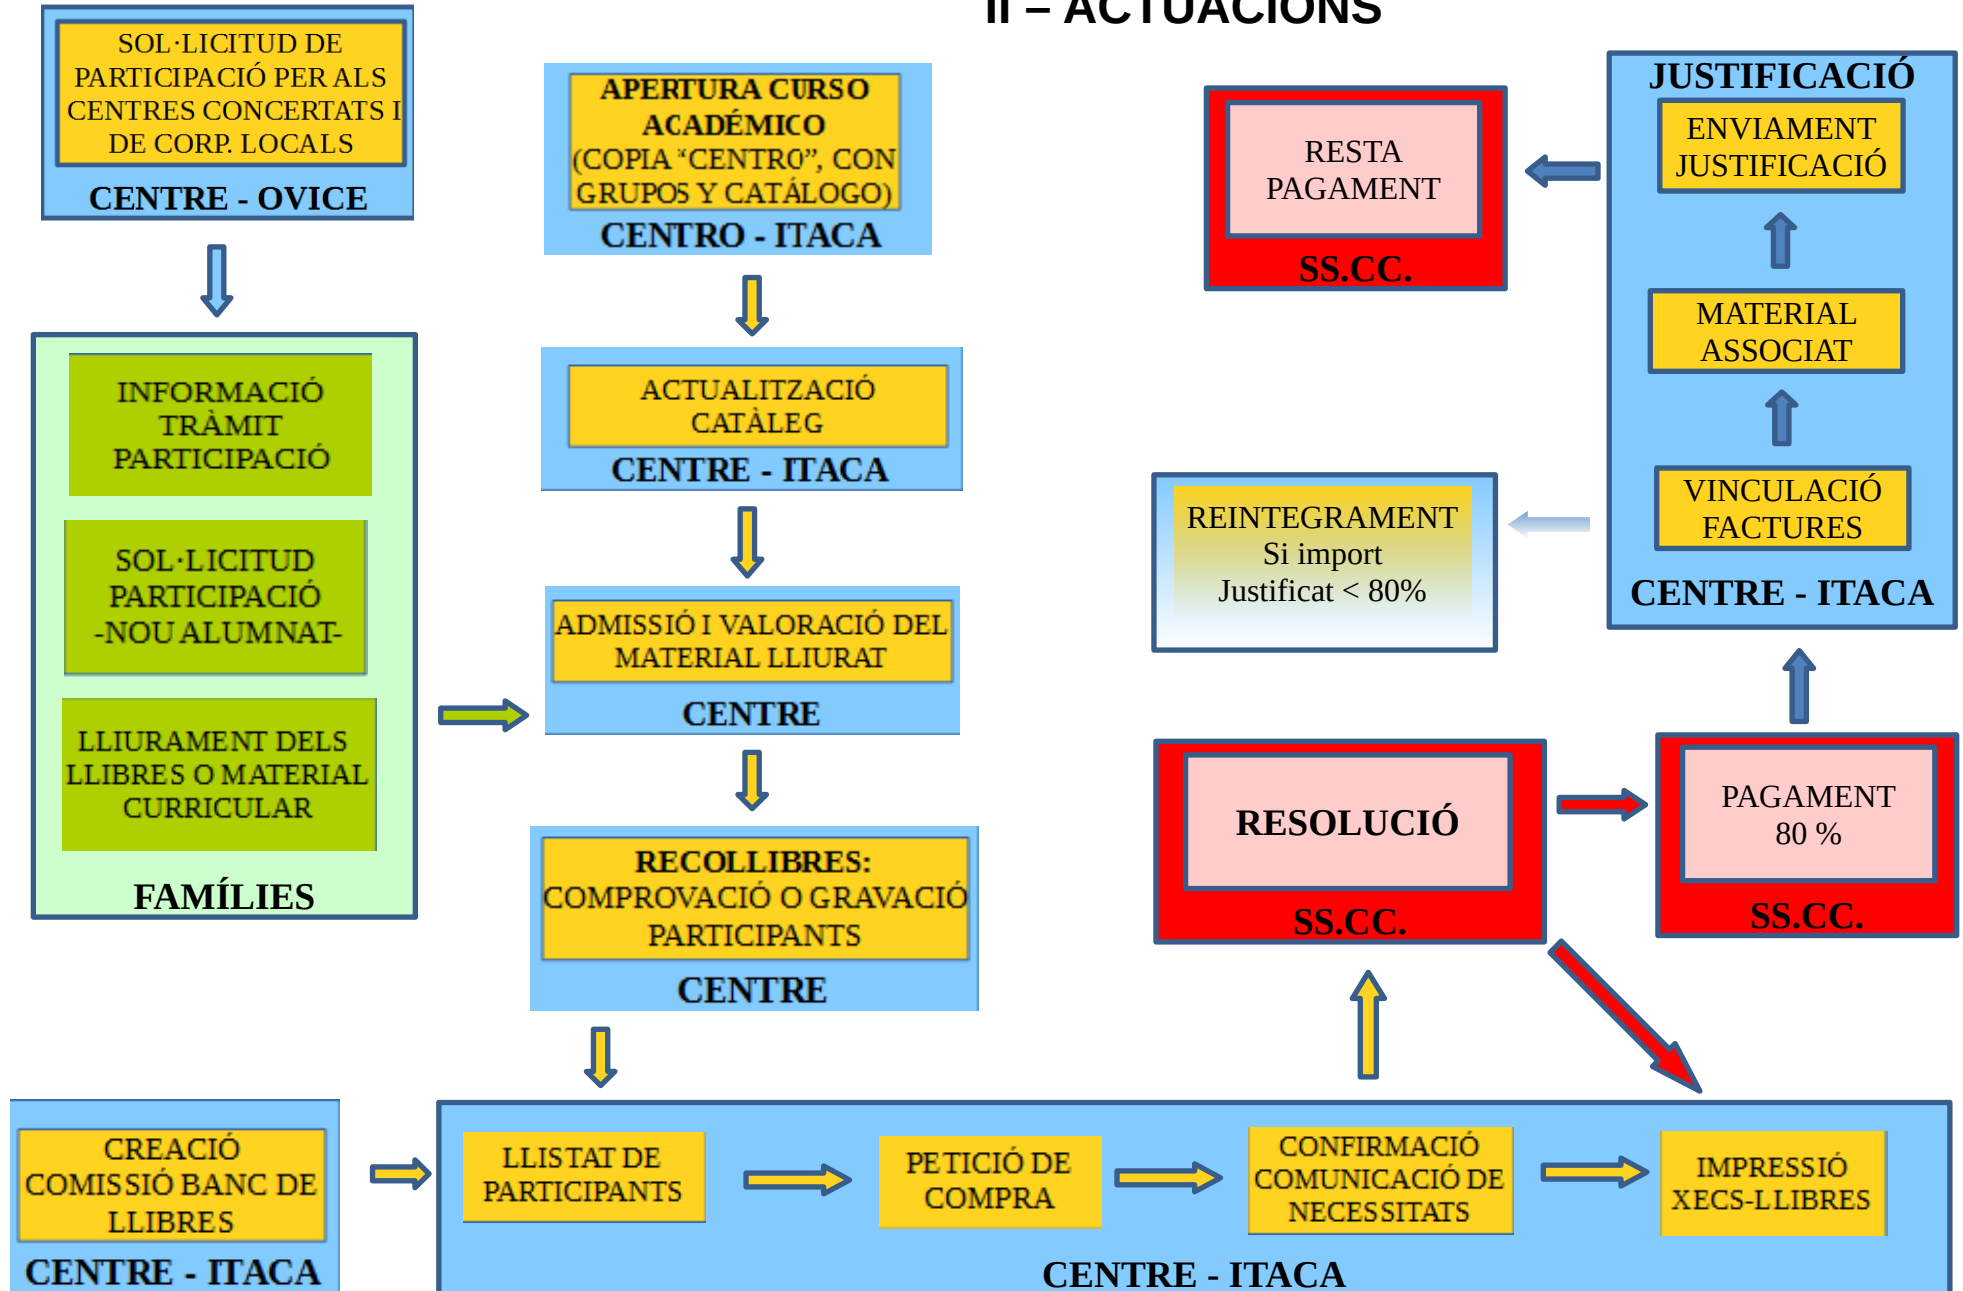 II – ACTUACIONS
SOL·LICITUD DE
PARTICIPACIÓ PER ALS
CENTRES CONCERTATS I
DE CORP. LOCALS
CENTRE - OVICE
INFORMACIÓ
TRÀMIT
PARTICIPACIÓ
SOL·LICITUD
PARTICIPACIÓ
-NOU ALUMNAT-
LLIURAMENT DELS
LLIBRES O MATERIAL
CURRICULAR
FAMÍLIES
APERTURA CURSO
ACADÉMICO
(COPIA “CENTRO”, CON
GRUPOS Y CATÁLOGO)
CENTRO - ITACA
ACTUALITZACIÓ
CATÀLEG
CENTRE - ITACA
ADMISSIÓ I VALORACIÓ DEL
MATERIAL LLIURAT
CENTRE
RECOLLIBRES:
COMPROVACIÓ O GRAVACIÓ
PARTICIPANTS
CENTRE
CREACIÓ
COMISSIÓ BANC DE
LLIBRES
CENTRE - ITACA
LLISTAT DE
PARTICIPANTS
PETICIÓ DE
COMPRA
CONFIRMACIÓ
COMUNICACIÓ DE
NECESSITATS
IMPRESSIÓ
XECS-LLIBRES
CENTRE - ITACA
RESOLUCIÓ
SS.CC.
PAGAMENT
80 %
SS.CC.
JUSTIFICACIÓ
ENVIAMENT
JUSTIFICACIÓ
MATERIAL
ASSOCIAT
VINCULACIÓ
FACTURES
CENTRE - ITACA
REINTEGRAMENT
Si import
Justificat < 80%
RESTA
PAGAMENT
SS.CC.